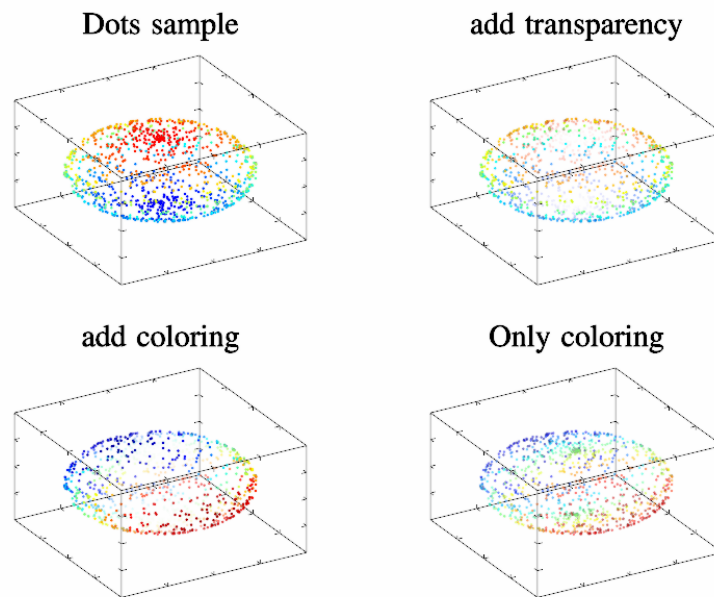 Dots sample
add transparency
add coloring
Only coloring